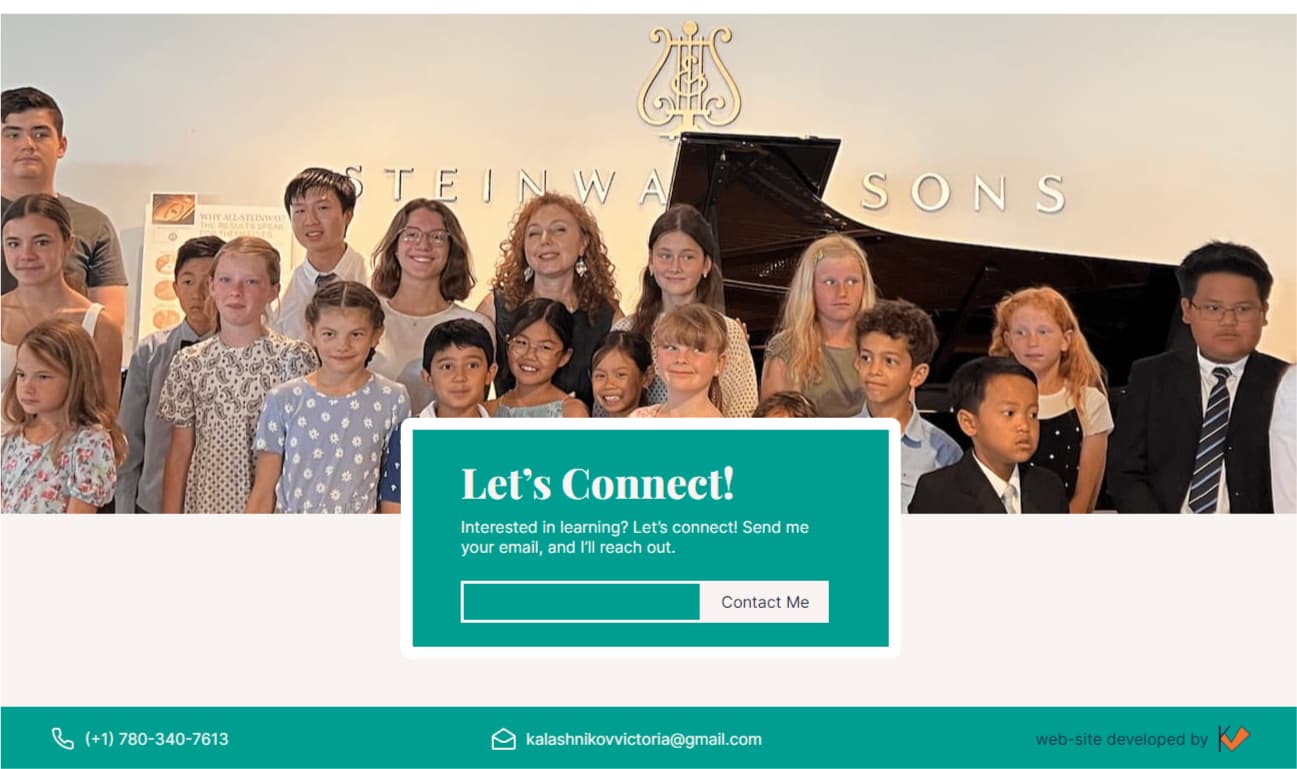 STEINWA SONS
WHY ALL-STEINWAY?
THE RESULTS SPEAK
FOR THEMSELVES
Let’s Connect!
Interested in learning? Let’s connect! Send me
your email, and I’ll reach out.
Contact Me
(+1) 780-340-7613
kalashnikovvictoria@gmail.com
web-site developed by